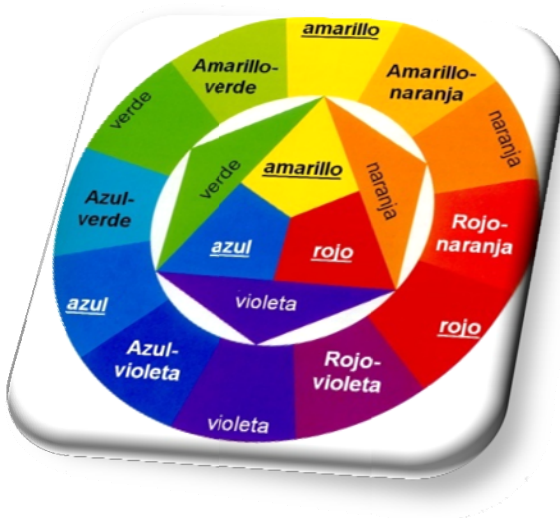 amarillo
Amarillo-
verde
Amarillo-
naranja
verde
naranja
amarillo
verde
naranja
Azul-
verde
Rojo-
naranja
azul
rojo
azul
violeta
rojo
Azul-
violeta
Rojo-
violeta
violeta